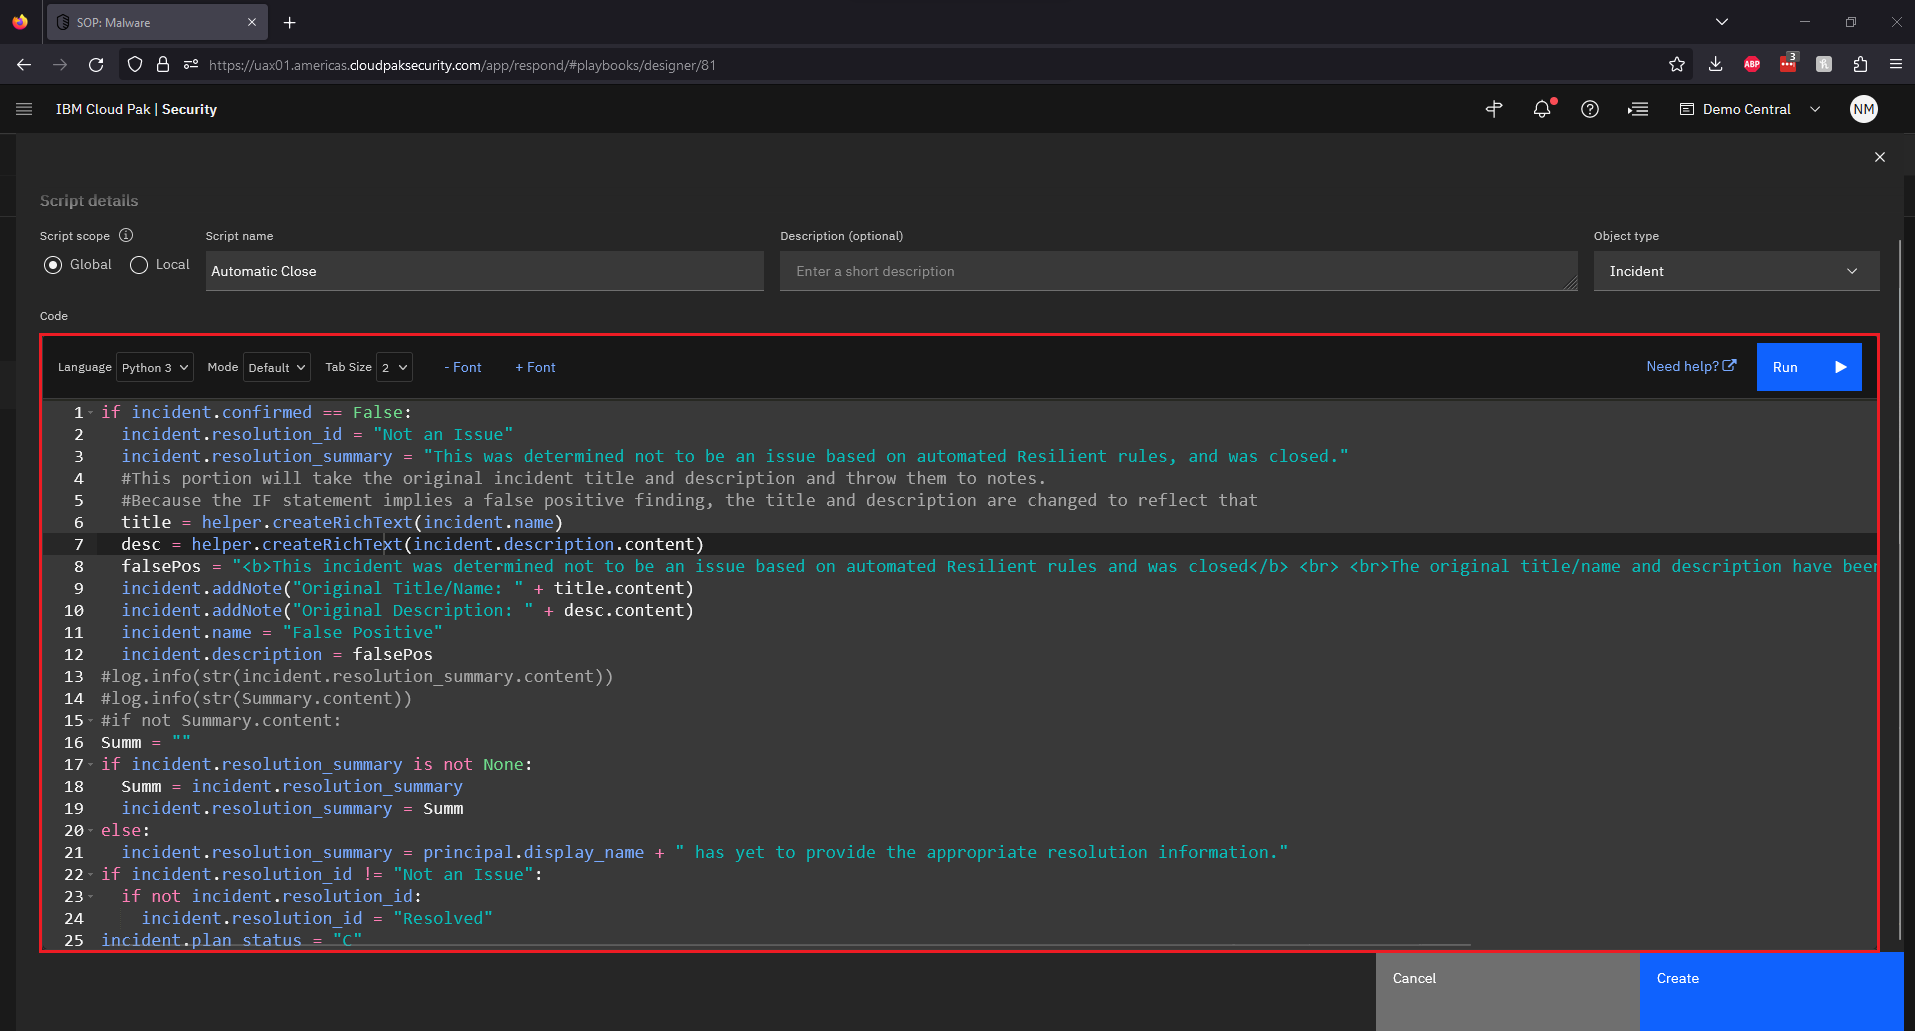 SOP: Malware
https://uax01.americas.cloudpaksecurity.com/app/respond/#playbooks/designer/81
ABP
3
IBM Cloud Pak | Security
Demo Central
NM
Script details
Script scope
Script name
Description (optional)
Object type
Global
Local
Automatic Close
Enter a short description
Incident
Code
Language Python 3 Mode Default Tab Size 2 - Font + Font Need help? Run
1 if incident.confirmed == False:
2 incident.resolution_id = "Not an Issue"
3 incident.resolution_summary = "This was determined not to be an issue based on automated Resilient rules, and was closed."
4 #This portion will take the original incident title and description and throw them to notes.
5 #Because the IF statement implies a false positive finding, the title and description are changed to reflect that
6 title = helper.createRichText(incident.name)
7 desc = helper.createRichText(incident.description.content)
8 falsePos = "<b>This incident was determined not to be an issue based on automated Resilient rules and was closed</b> <br> <br>The original title/name and description have been
9 incident.addNote("Original Title/Name: " + title.content)
10 incident.addNote("Original Description: " + desc.content)
11 incident.name = "False Positive"
12 incident.description = falsePos
13 #log.info(str(incident.resolution_summary.content))
14 #log.info(str(Summary.content))
15 #if not Summary.content:
16 Summ = ""
17 if incident.resolution_summary is not None:
18 Summ = incident.resolution_summary
19 incident.resolution_summary = Summ
20 else:
21 incident.resolution_summary = principal.display_name + " has yet to provide the appropriate resolution information."
22 if incident.resolution_id != "Not an Issue":
23 if not incident.resolution_id:
24 incident.resolution_id = "Resolved"
25 incident.plan_status = "C"
Cancel
Create